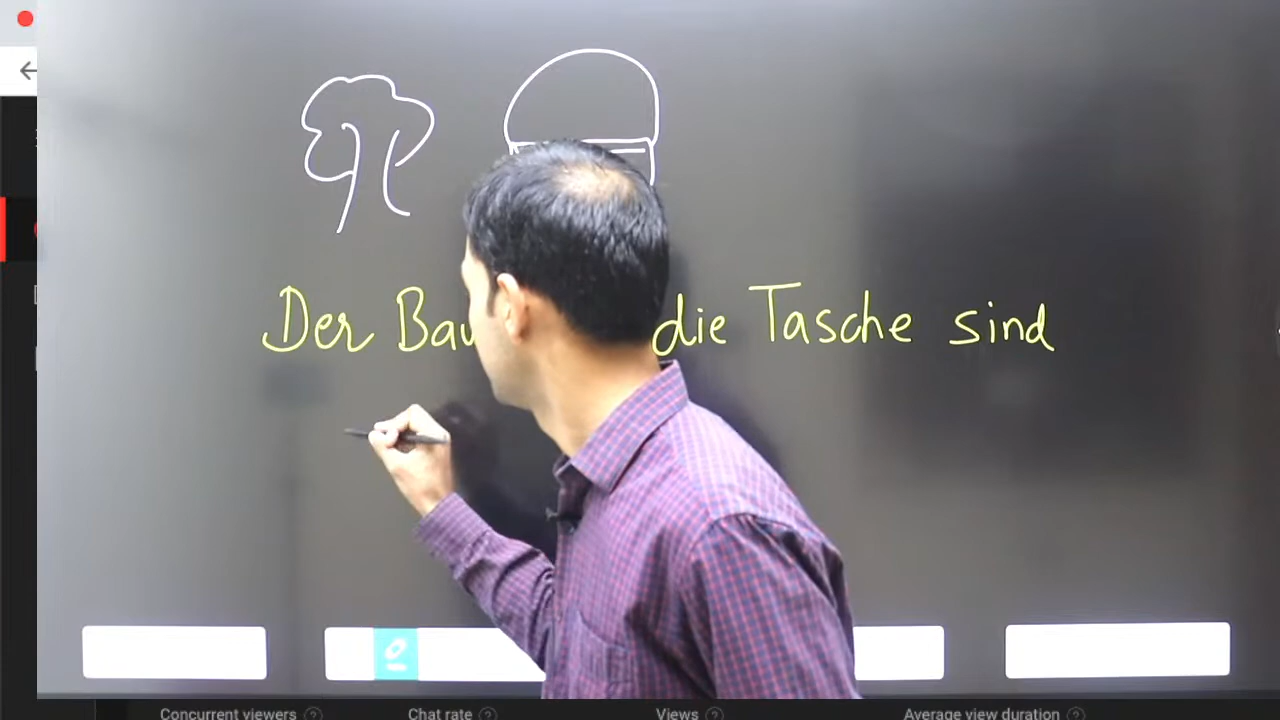 Der Bau die Tasche sind
Concurrent viewers ? Chat rate ? Views ? Average view duration ?